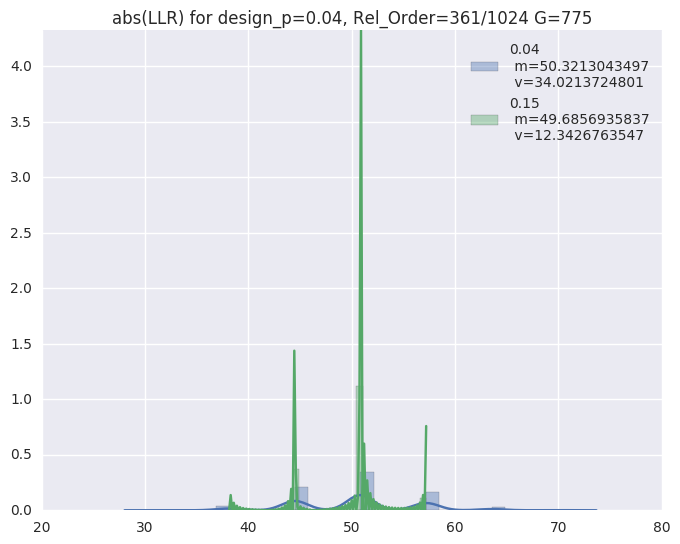 abs(LLR) for design_p=0.04, Rel_Order=361/1024 G=775
0.04
m=50.3213043497
v=34.0213724801
0.15
m=49.6856935837
v=12.3426763547
4.0
3.5
3.0
2.5
2.0
1.5
1.0
0.5
0.0
20 30 40 50 60 70 80